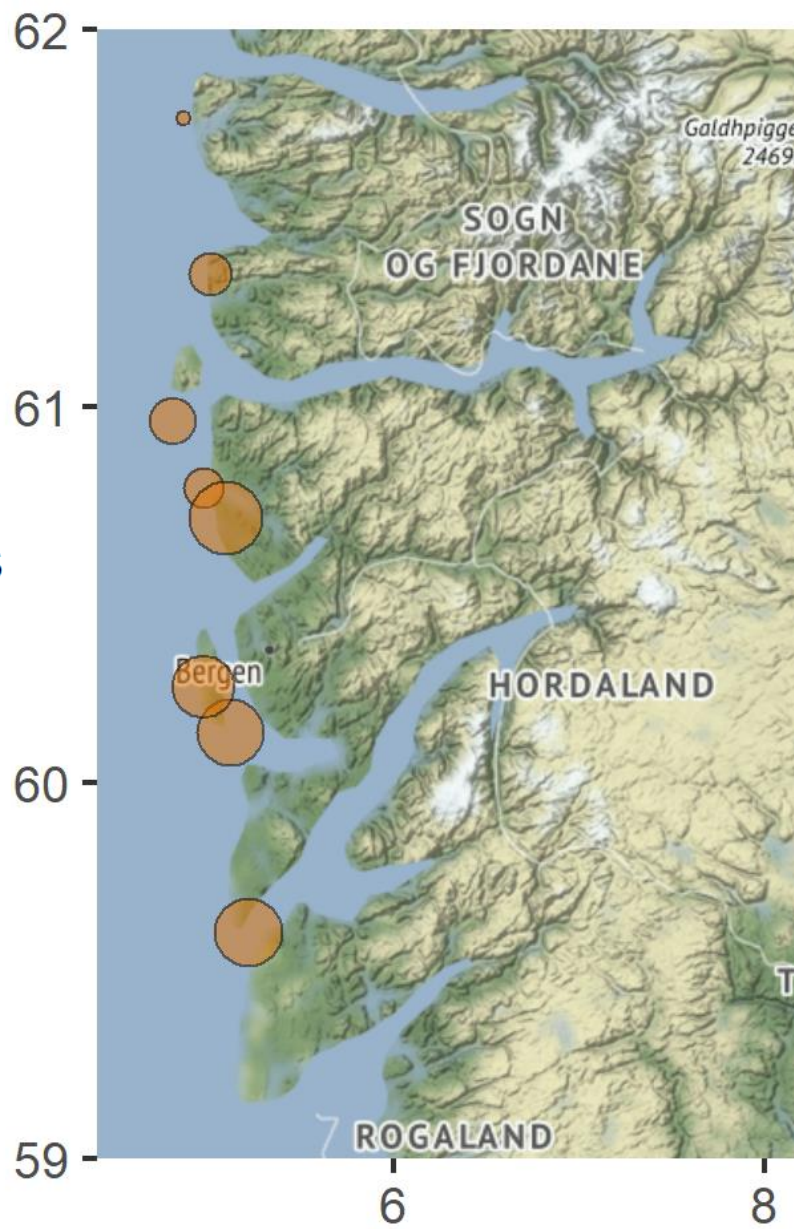 62
Galdhpigge
2469
SOGN
OG FJORDANE
61
Bergen
HORDALAND
60
T
ROGALAND
59
6
8